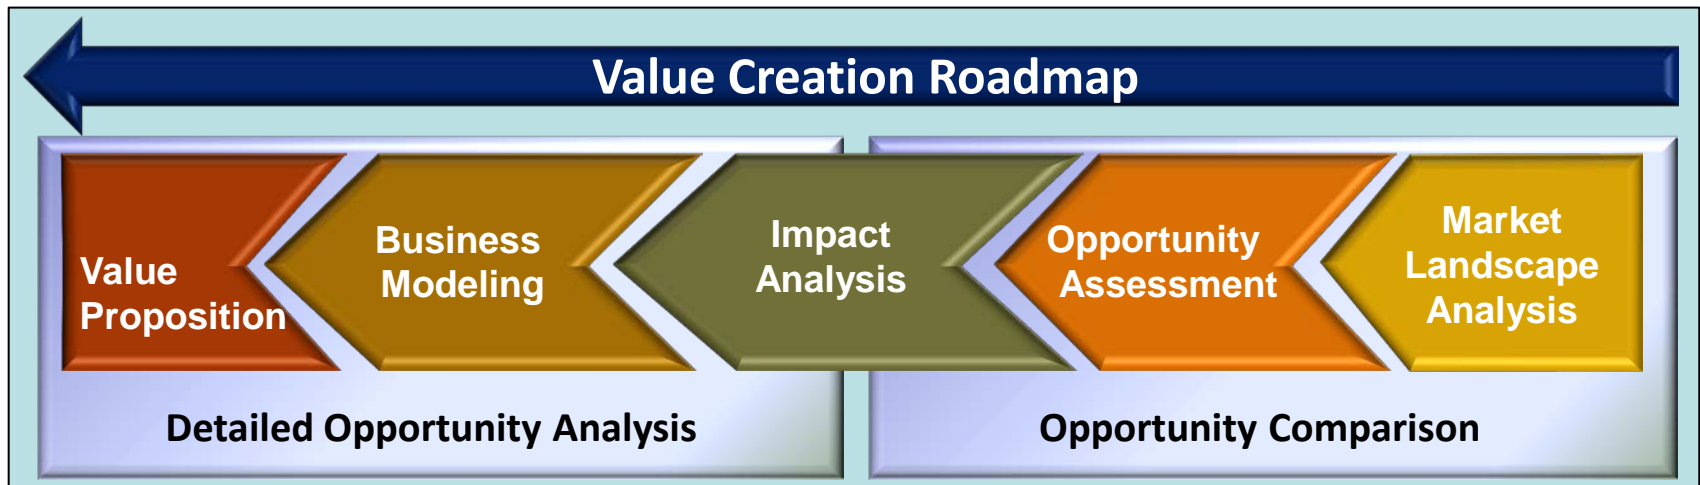 Value Creation Roadmap
Value
Proposition
Business
Modeling
Impact
Analysis
Opportunity
Assessment
Market
Landscape
Analysis
Detailed Opportunity Analysis
Opportunity Comparison